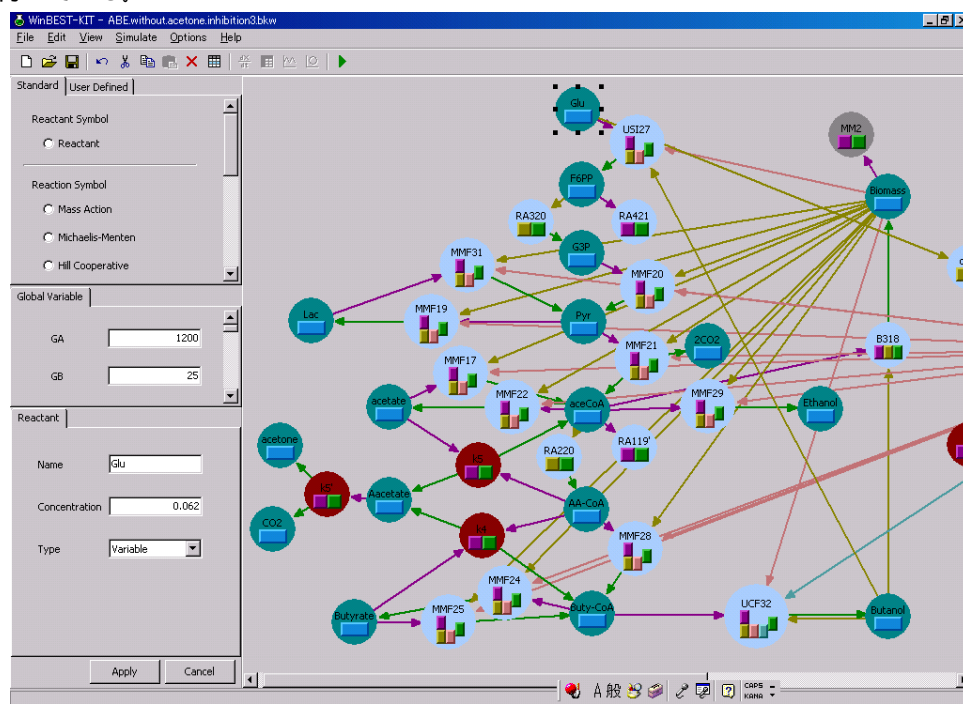 WinBEST-KIT - ABE.without.acetone.inhibition3.bkw
File Edit View Simulate Options Help
Standard User Defined
Reactant Symbol
Reactant
Reaction Symbol
Mass Action
Michaelis-Menten
Hill Cooperative
Global Variable
GA 1200
GB 25
Reactant
Name Glu
Concentration 0.062
Type Variable
Apply Cancel
Glu
USI27
MM2
F6PP
Biomass
RA320
RA421
G3P
MMF31
MMF20
Lac
MMF19
Pyr
2CO2
B318
MMF21
MMF17
acetate
MMF22
aceCoA
MMF29
Ethanol
acetone
RA220
RA119'
k5
k5'
Aacetate
CO2
AA-CoA
k4
MMF28
MMF24
Butyrate
MMF25
Buty-CoA
UCF32
Butanol
A 般
CAPS
KANA